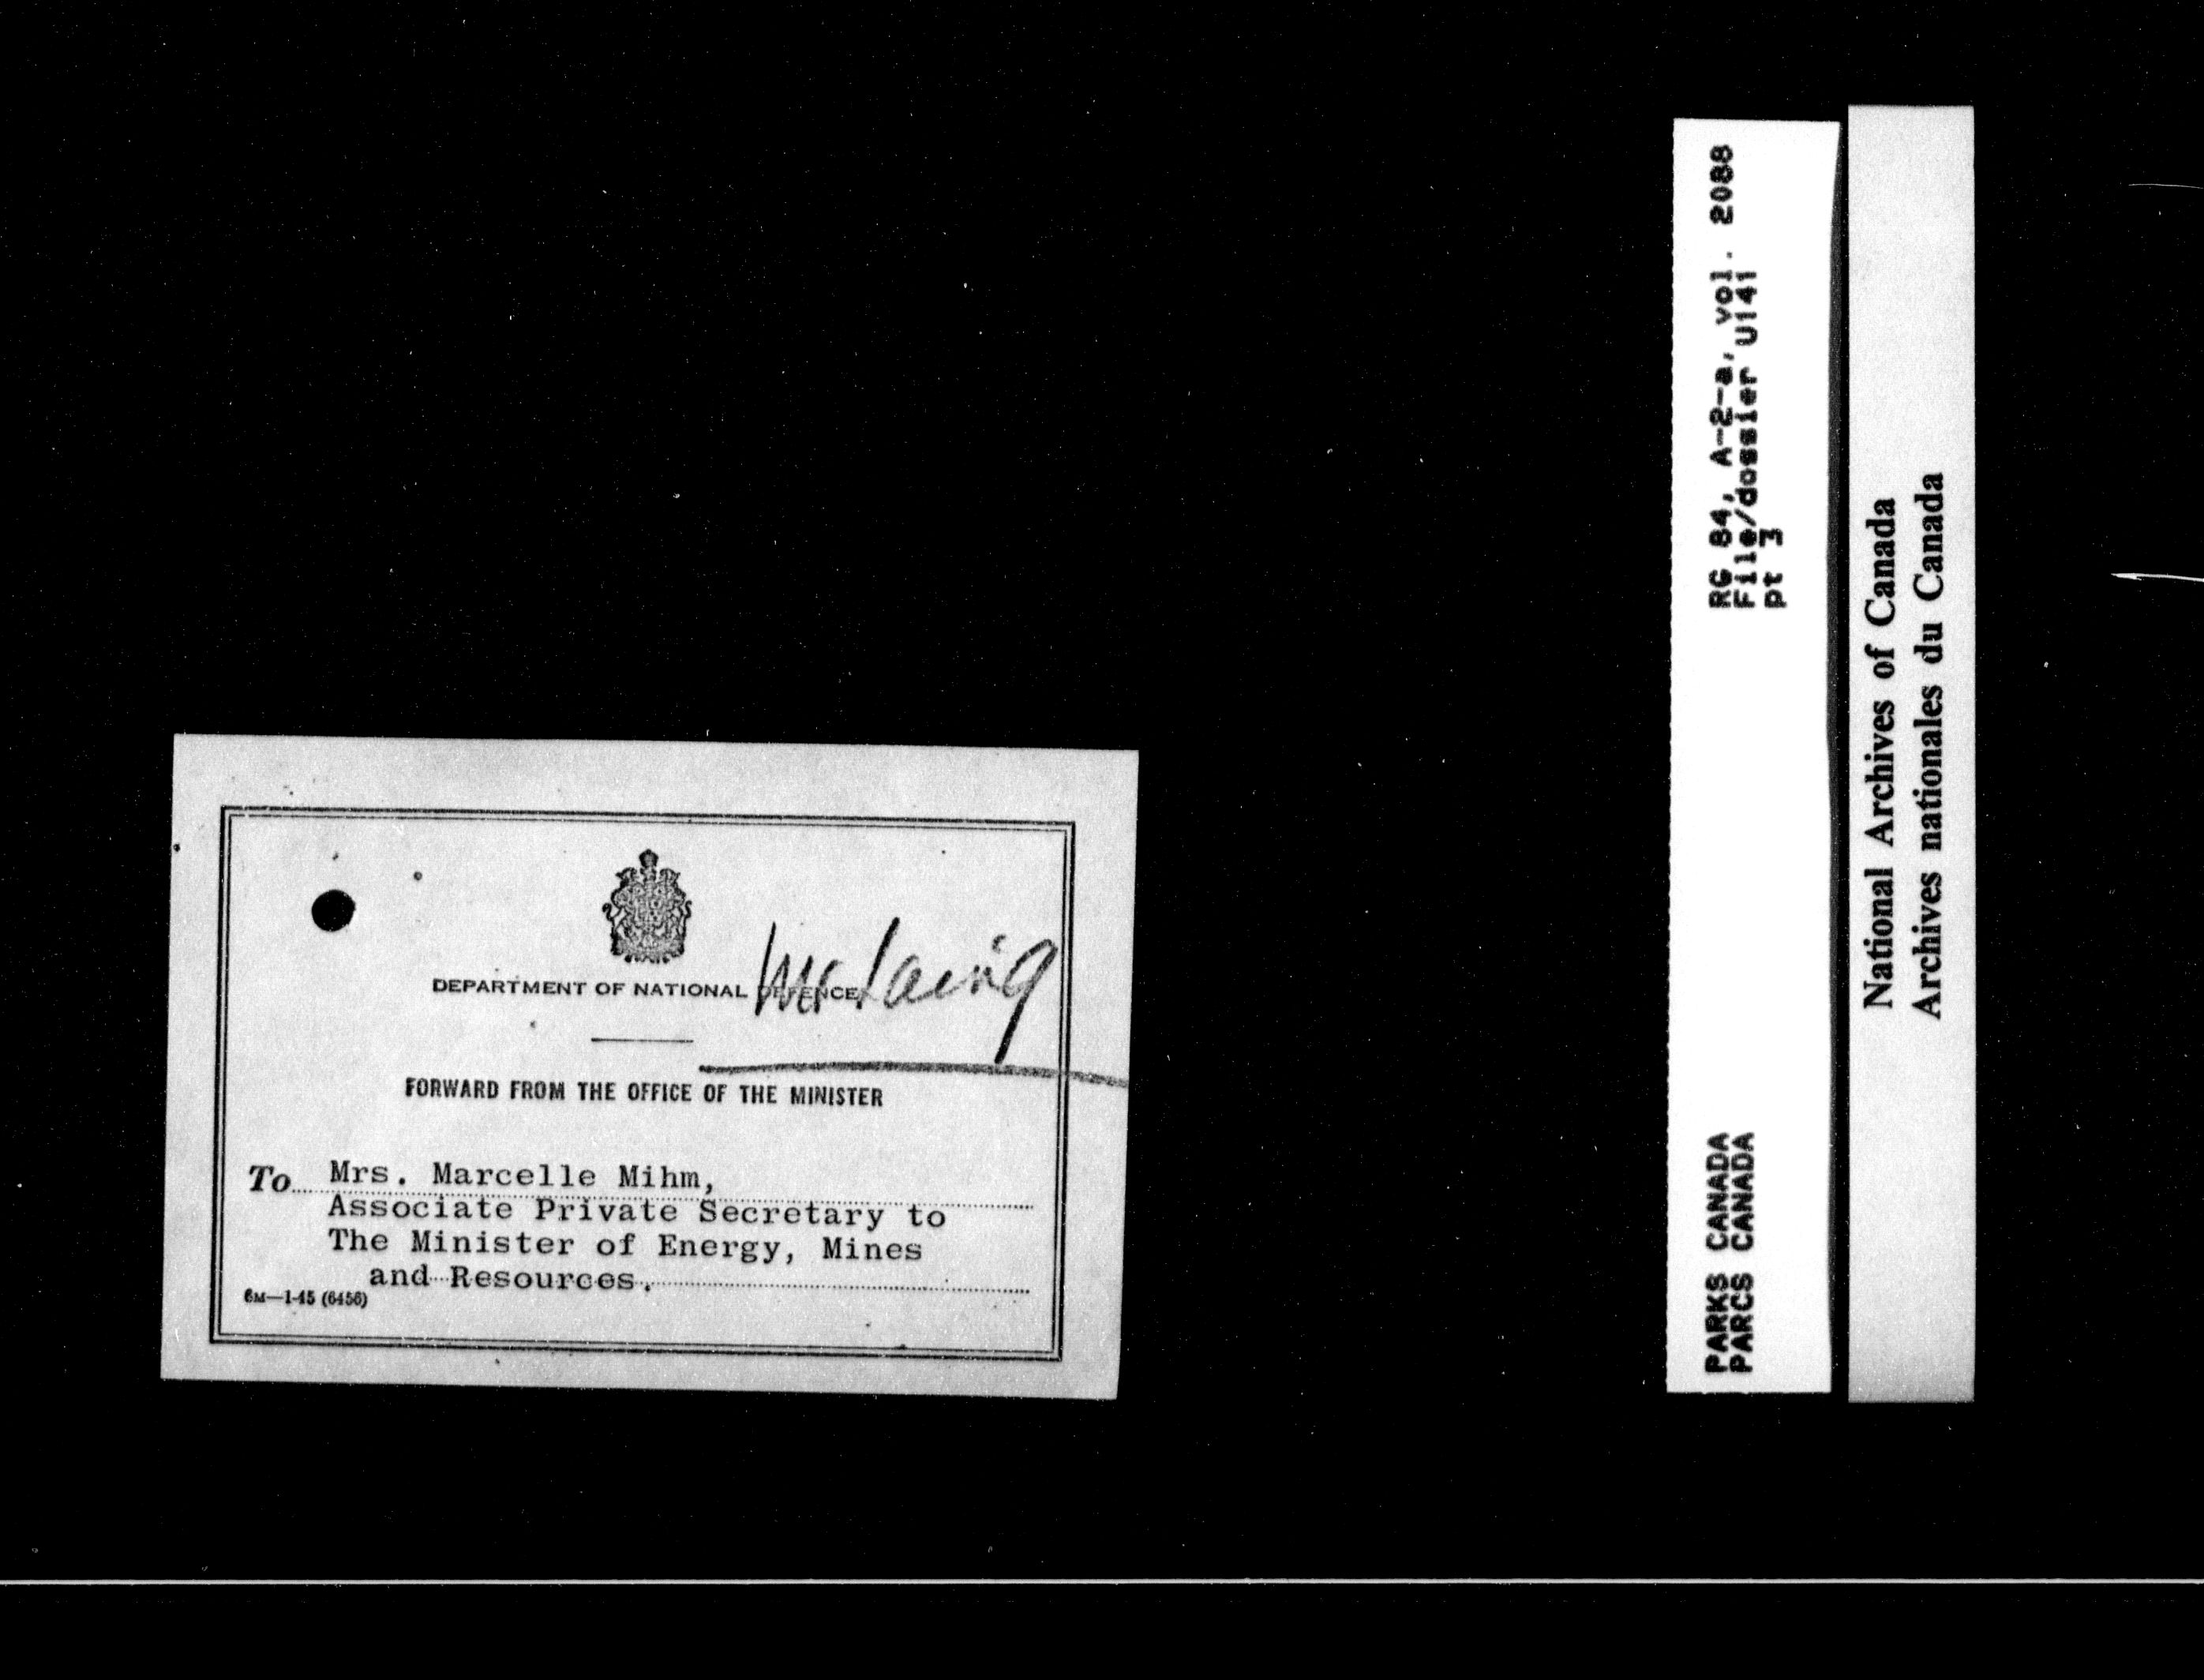 DEPARTMENT OF NATIONAL DEFENCE
Mr. Laing
FORWARD FROM THE OFFICE OF THE MINISTER
To Mrs. Marcelle Mihm,
Associate Private Secretary to
The Minister of Energy, Mines
and Resources.
6M—1-45 (6456)
RG 84, A-2-a, vol. 2088
File/dossier U141
pt 3
PARKS CANADA
PARCS CANADA
National Archives of Canada
Archives nationales du Canada